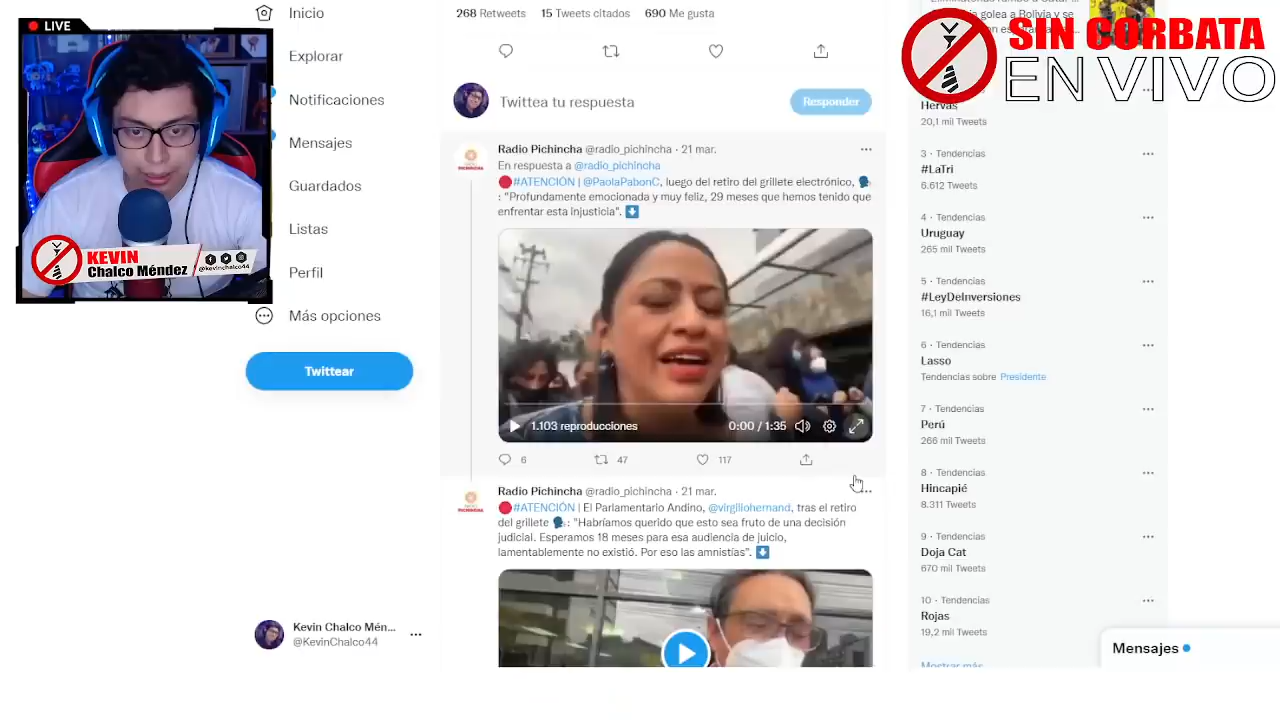 LIVE
KEVIN
Chalco Méndez
@kevinchalco44
Inicio
Explorar
Notificaciones
Mensajes
Guardados
Listas
Perfil
Más opciones
Twittear
Kevin Chalco Mén...
@KevinChalco44
268 Retweets 15 Tweets citados 690 Me gusta
Twittea tu respuesta
Responder
Radio Pichincha @radio_pichincha · 21 mar.
En respuesta a @radio_pichincha
🔴#ATENCIÓN | @PaolaPabonC, luego del retiro del grillete electrónico, 🗣
: "Profundamente emocionada y muy feliz, 29 meses que hemos tenido que
enfrentar esta injusticia". ⬇
1.103 reproducciones 0:00 / 1:35
6 47 117
Radio Pichincha @radio_pichincha · 21 mar.
🔴#ATENCIÓN | El Parlamentario Andino, @virgiliohernand, tras el retiro
del grillete 🗣: "Habríamos querido que esto sea fruto de una decisión
judicial. Esperamos 18 meses para esa audiencia de juicio,
lamentablemente no existió. Por eso las amnistías". ⬇
SIN CORBATA
EN VIVO
golea a Bolivia y se
Hervas
20,1 mil Tweets
3 · Tendencias
#LaTri
6.612 Tweets
4 · Tendencias
Uruguay
265 mil Tweets
5 · Tendencias
#LeyDeInversiones
16,1 mil Tweets
6 · Tendencias
Lasso
Tendencias sobre Presidente
7 · Tendencias
Perú
266 mil Tweets
8 · Tendencias
Hincapié
8.311 Tweets
9 · Tendencias
Doja Cat
670 mil Tweets
10 · Tendencias
Rojas
19,2 mil Tweets
Mostrar más
Mensajes